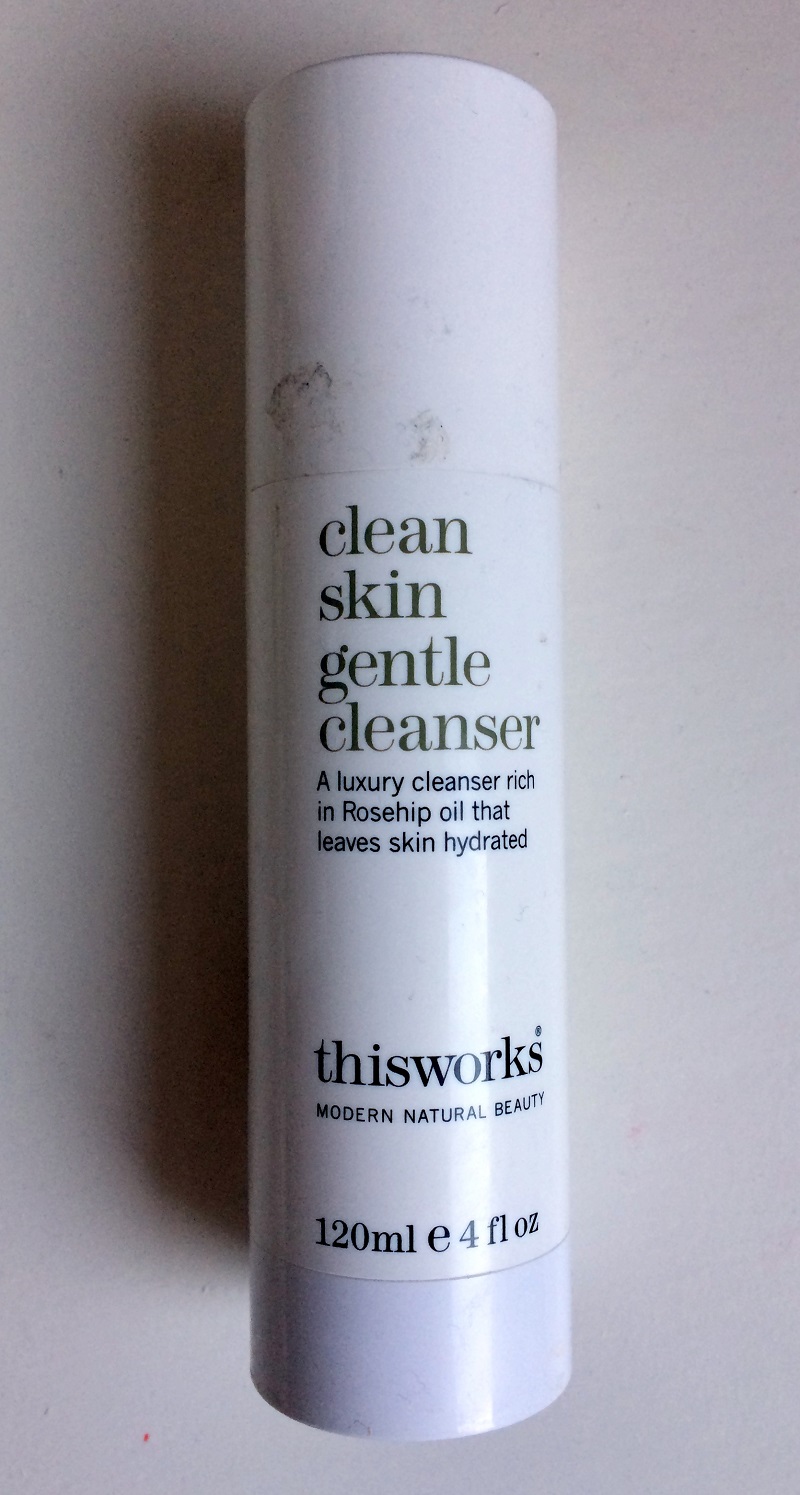 clean
skin
gentle
cleanser
A luxury cleanser rich
in Rosehip oil that
leaves skin hydrated
thisworks®
MODERN NATURAL BEAUTY
120ml e 4 fl oz